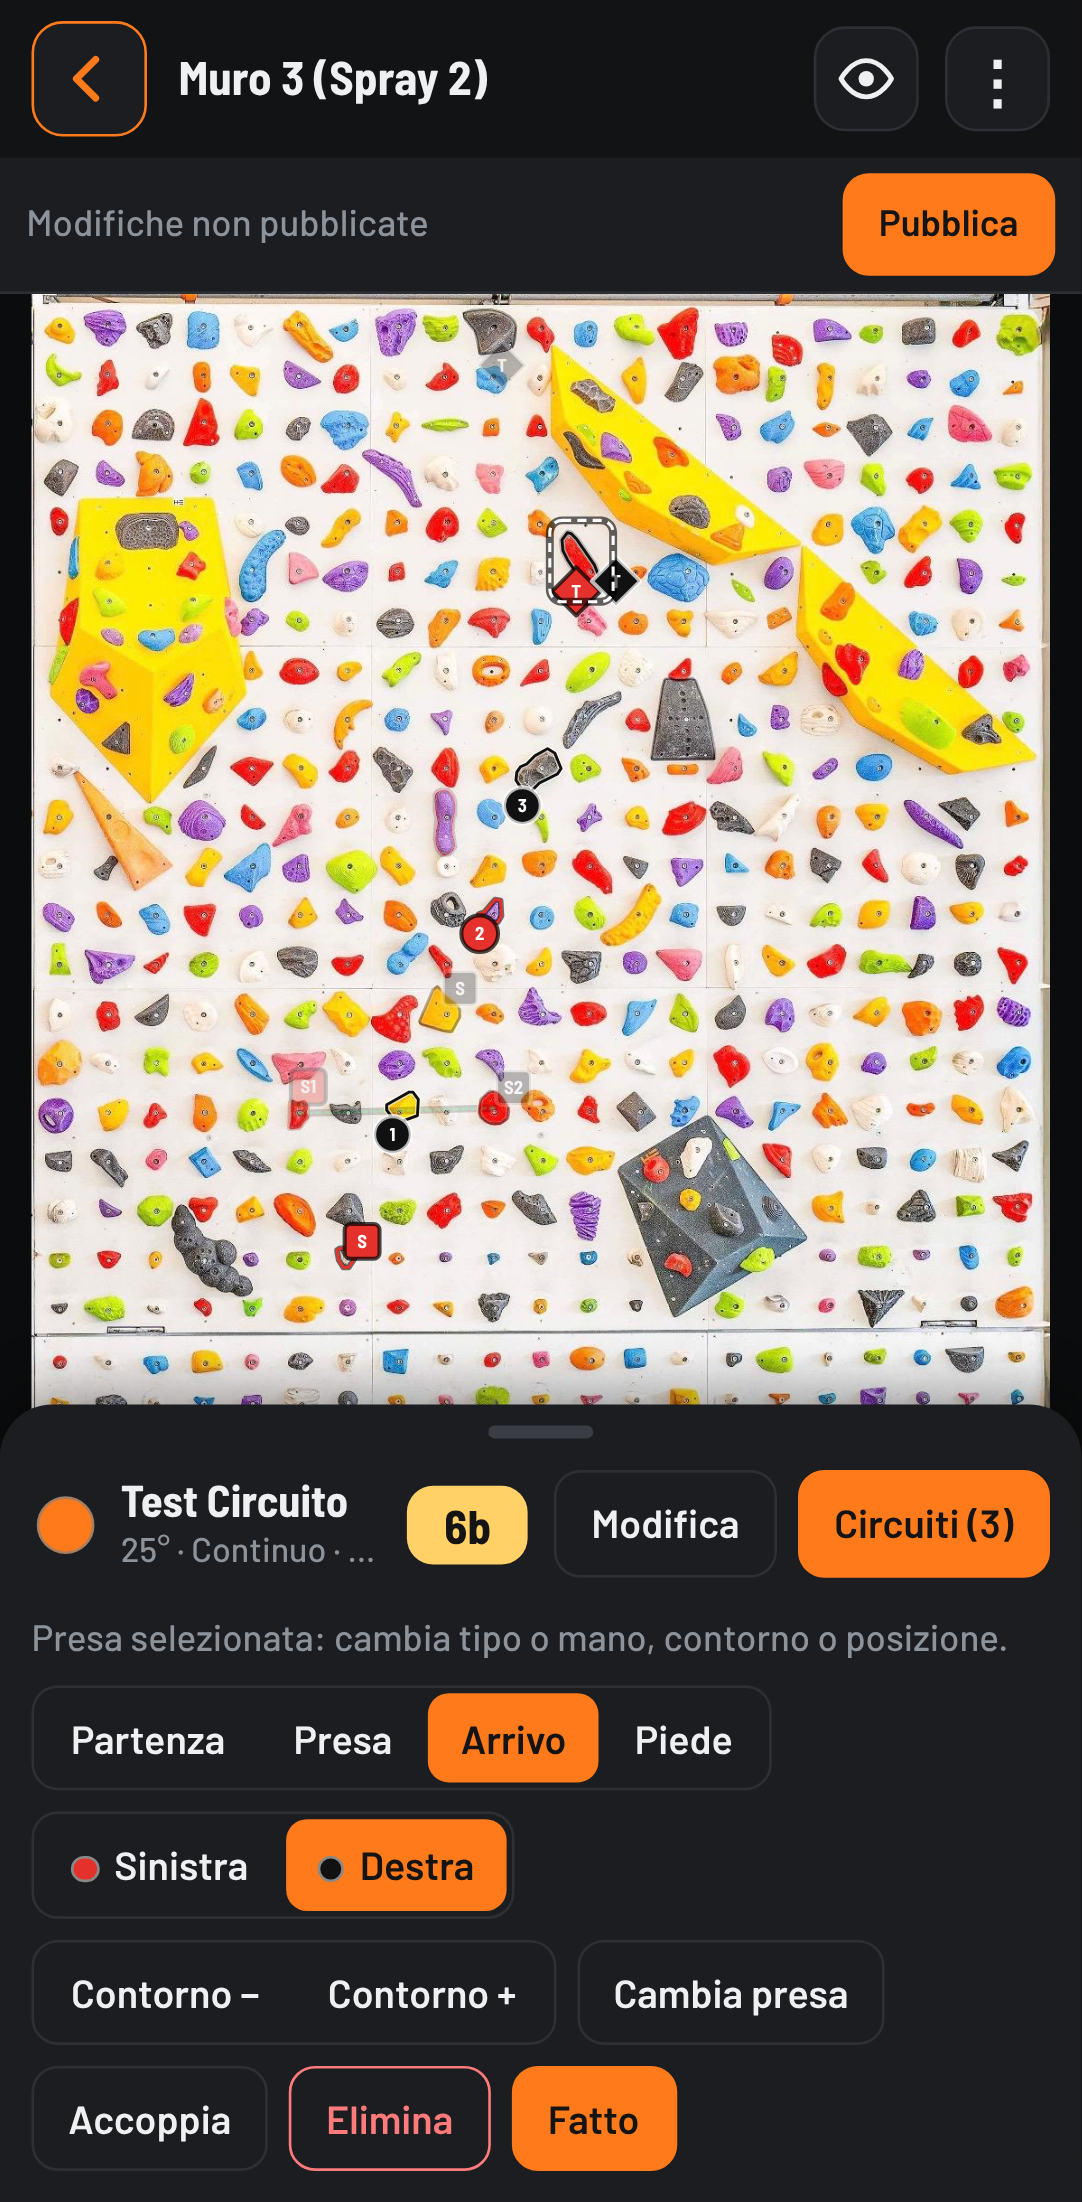 Muro 3 (Spray 2)
Modifiche non pubblicate
Pubblica
T
T
T
3
2
S
S1
S2
1
S
Test Circuito
25° · Continuo · ...
6b
Modifica
Circuiti (3)
Presa selezionata: cambia tipo o mano, contorno o posizione.
Partenza
Presa
Arrivo
Piede
Sinistra
Destra
Contorno −
Contorno +
Cambia presa
Accoppia
Elimina
Fatto